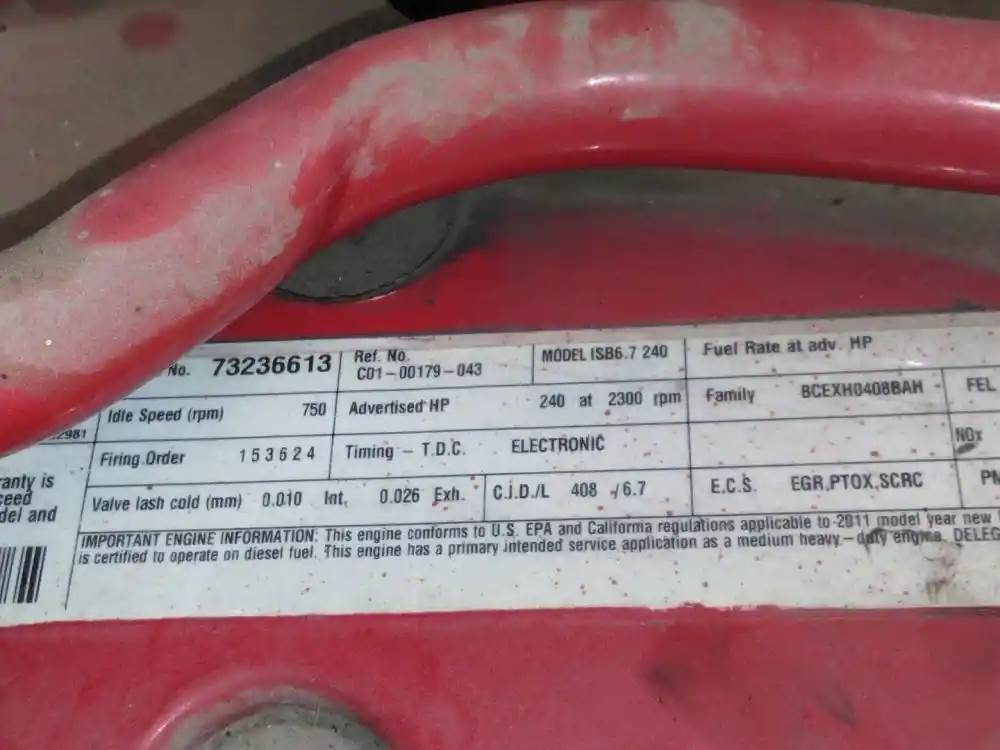 No. 73236613
Ref. No.
C01-00179-043
MODEL ISB6.7 240
Fuel Rate at adv. HP
2981
Idle Speed (rpm) 750
Advertised HP 240 at 2300 rpm
Family BCEXH0408BAH
FEL
Firing Order 1 5 3 6 2 4
Timing – T.D.C. ELECTRONIC
NOx
ranty is
ceed
del and
Valve lash cold (mm) 0.010 Int. 0.026 Exh.
C.I.D./L 408 / 6.7
E.C.S. EGR,PTOX,SCRC
PM
IMPORTANT ENGINE INFORMATION: This engine conforms to U.S. EPA and California regulations applicable to 2011 model year new
is certified to operate on diesel fuel. This engine has a primary intended service application as a medium heavy – duty engine. DELEG